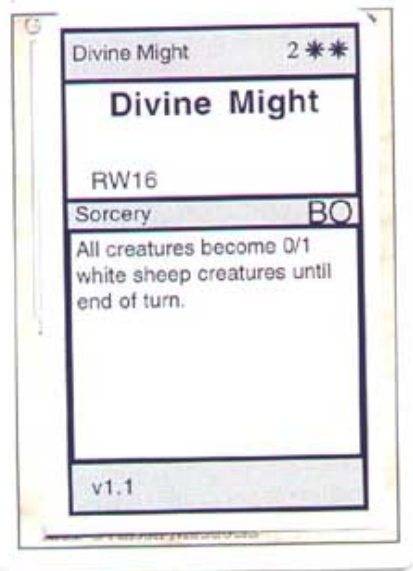 Divine Might 2 ☀☀
Divine Might
RW16
Sorcery BO
All creatures become 0/1
white sheep creatures until
end of turn.
v1.1